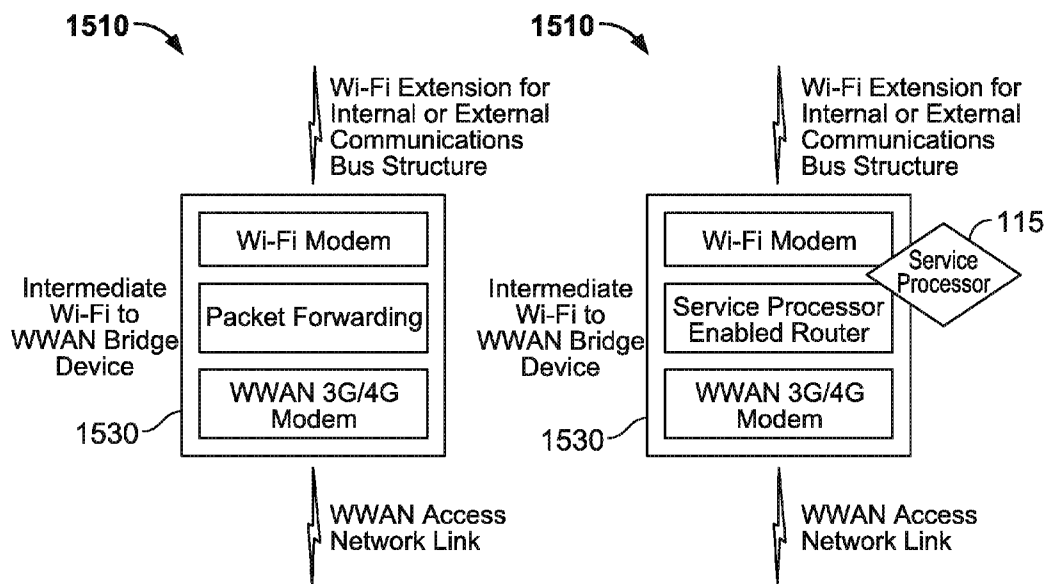 1510
Wi-Fi Extension for
Internal or External
Communications
Bus Structure
Wi-Fi Modem
Intermediate
Wi-Fi to
WWAN Bridge
Device
Packet Forwarding
WWAN 3G/4G
Modem
1530
WWAN Access
Network Link
1510
Wi-Fi Extension for
Internal or External
Communications
Bus Structure
115
Wi-Fi Modem
Service
Processor
Intermediate
Wi-Fi to
WWAN Bridge
Device
Service Processor
Enabled Router
WWAN 3G/4G
Modem
1530
WWAN Access
Network Link